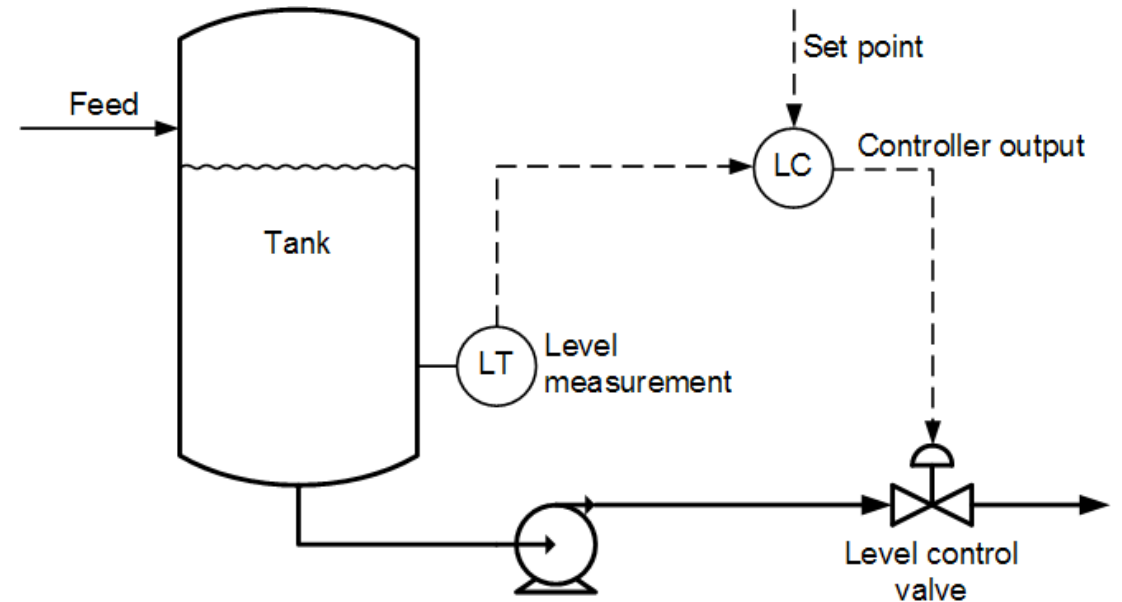 Set point
Feed
Controller output
LC
Tank
Level
measurement
LT
Level control
valve